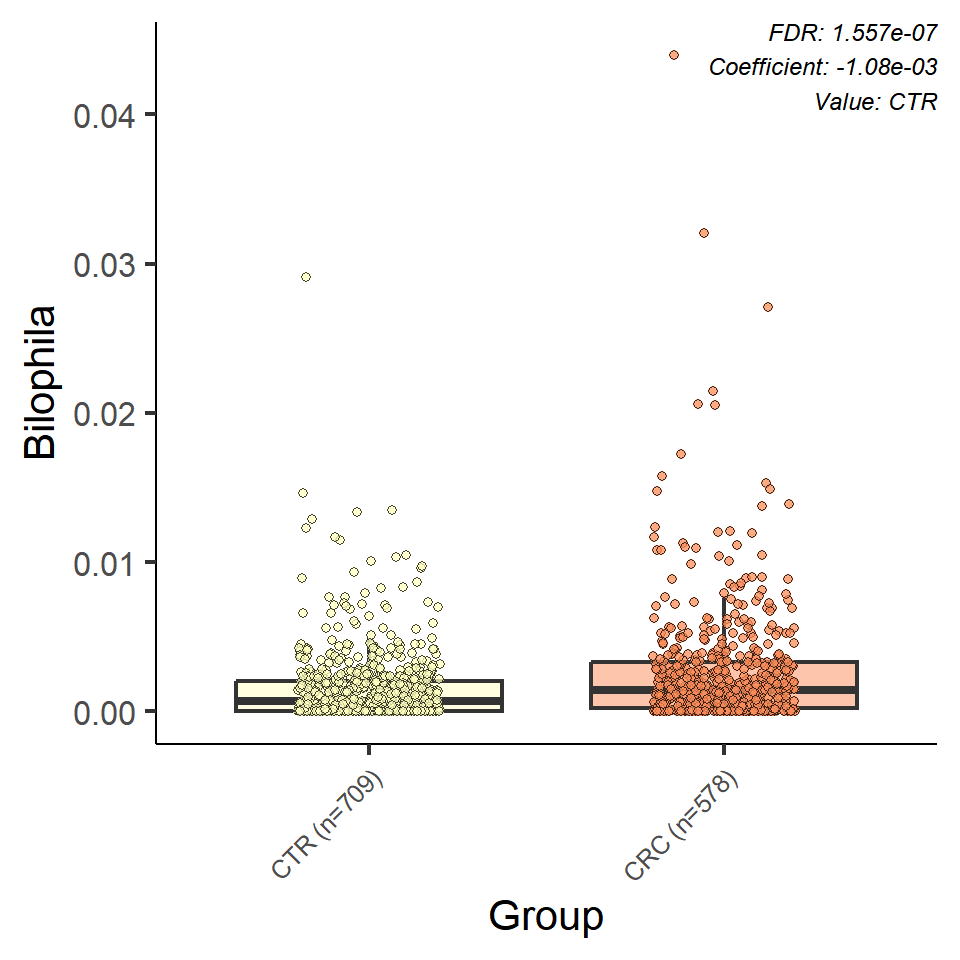 FDR: 1.557e-07
Coefficient: -1.08e-03
Value: CTR
0.04
0.03
0.02
0.01
0.00
Bilophila
CTR (n=709)
CRC (n=578)
Group